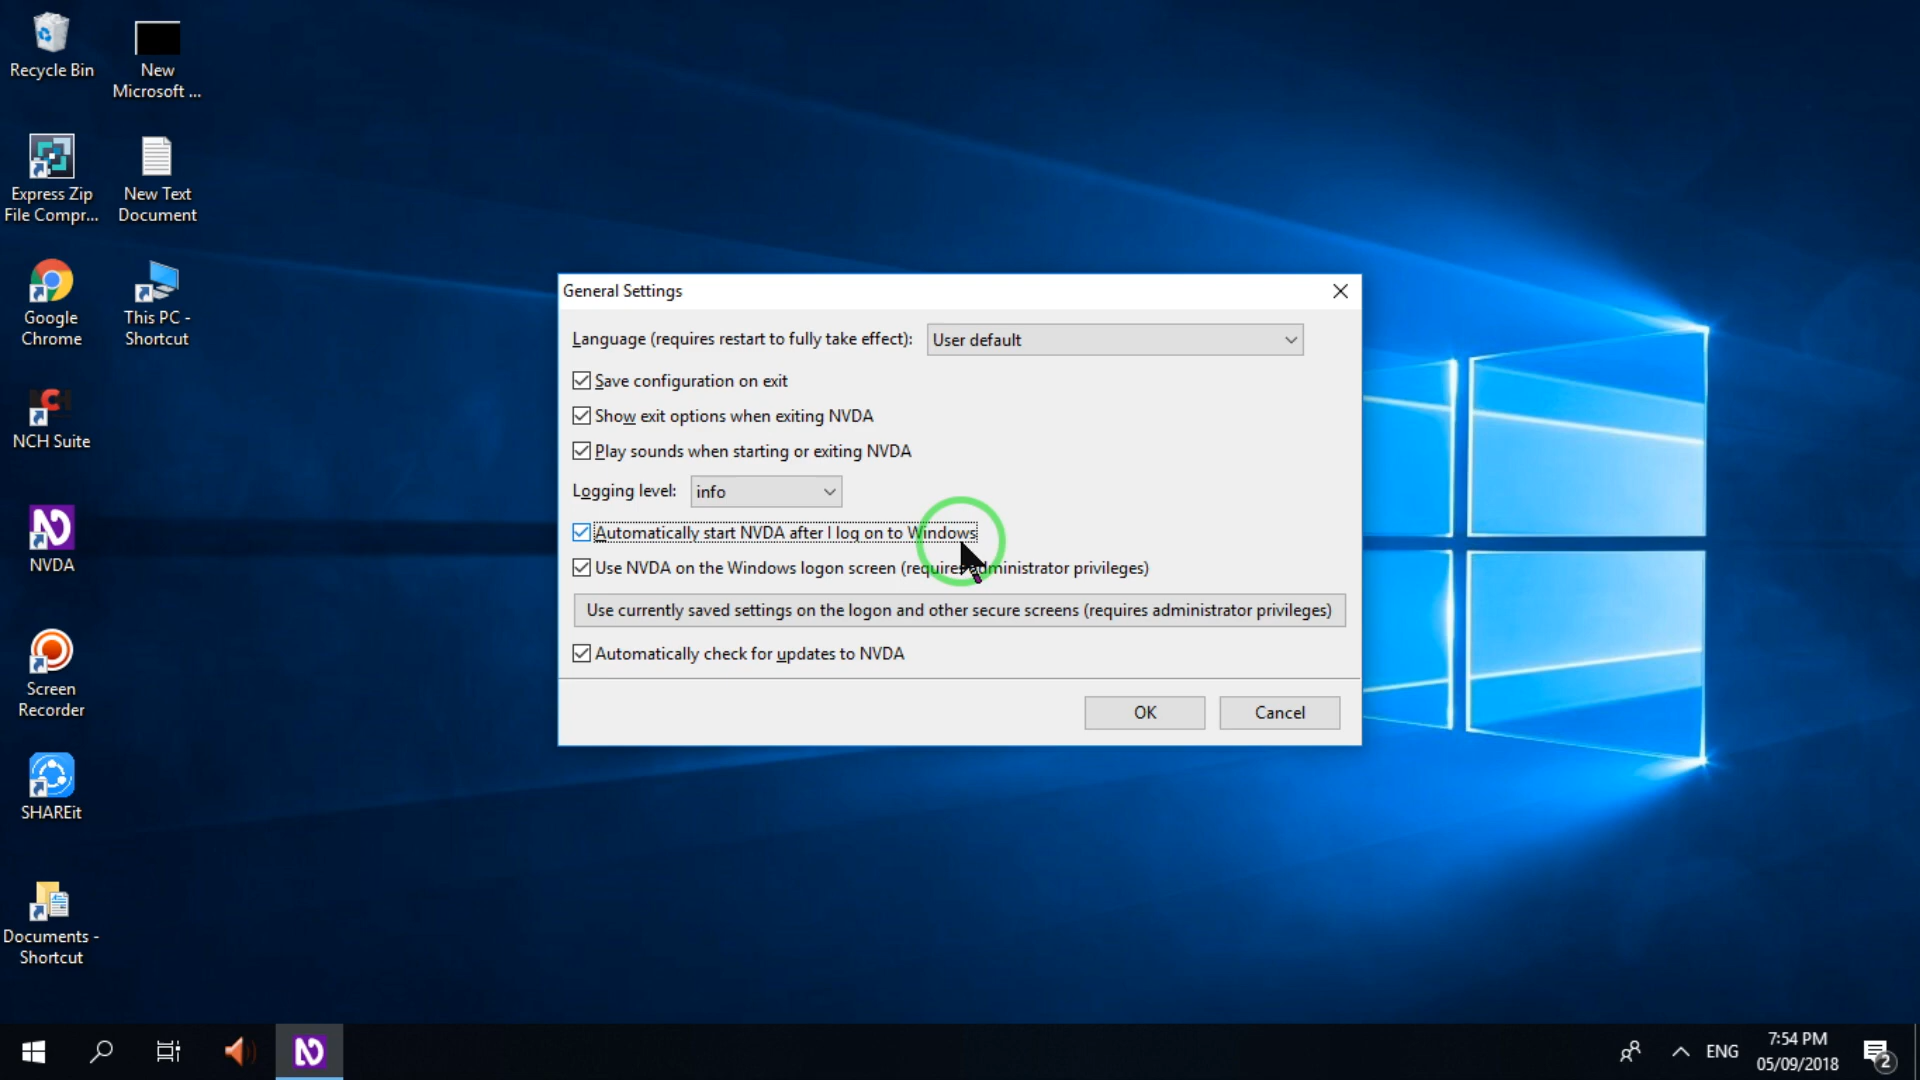 Recycle Bin
New
Microsoft ...
Express Zip
File Compr...
New Text
Document
Google
Chrome
This PC -
Shortcut
NCH Suite
NVDA
Screen
Recorder
SHAREit
Documents -
Shortcut
General Settings
Language (requires restart to fully take effect):
User default
Save configuration on exit
Show exit options when exiting NVDA
Play sounds when starting or exiting NVDA
Logging level:
info
Automatically start NVDA after I log on to Windows
Use NVDA on the Windows logon screen (requires administrator privileges)
Use currently saved settings on the logon and other secure screens (requires administrator privileges)
Automatically check for updates to NVDA
OK
Cancel
ENG
7:54 PM
05/09/2018
2